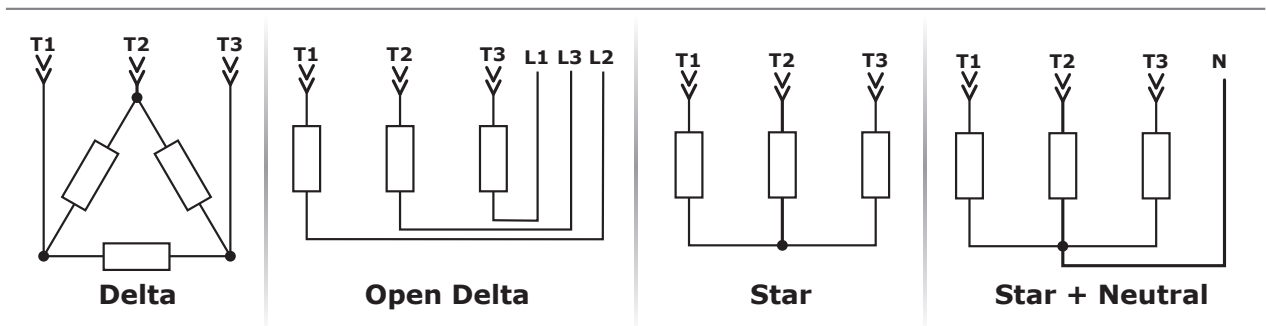 T1 T2 T3
Delta
T1 T2 T3 L1 L3 L2
Open Delta
T1 T2 T3
Star
T1 T2 T3 N
Star + Neutral